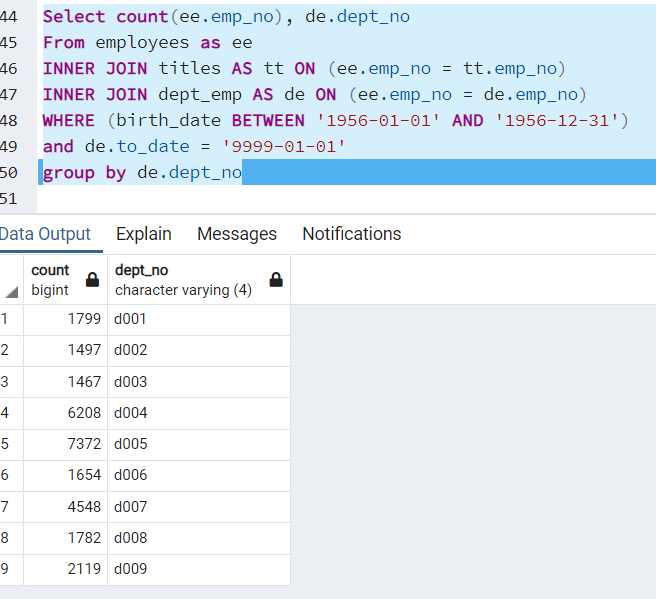 44 Select count(ee.emp_no), de.dept_no
45 From employees as ee
46 INNER JOIN titles AS tt ON (ee.emp_no = tt.emp_no)
47 INNER JOIN dept_emp AS de ON (ee.emp_no = de.emp_no)
48 WHERE (birth_date BETWEEN '1956-01-01' AND '1956-12-31')
49 and de.to_date = '9999-01-01'
50 group by de.dept_no
51
Data Output Explain Messages Notifications
count dept_no
bigint character varying (4)
1 1799 d001
2 1497 d002
3 1467 d003
4 6208 d004
5 7372 d005
6 1654 d006
7 4548 d007
8 1782 d008
9 2119 d009